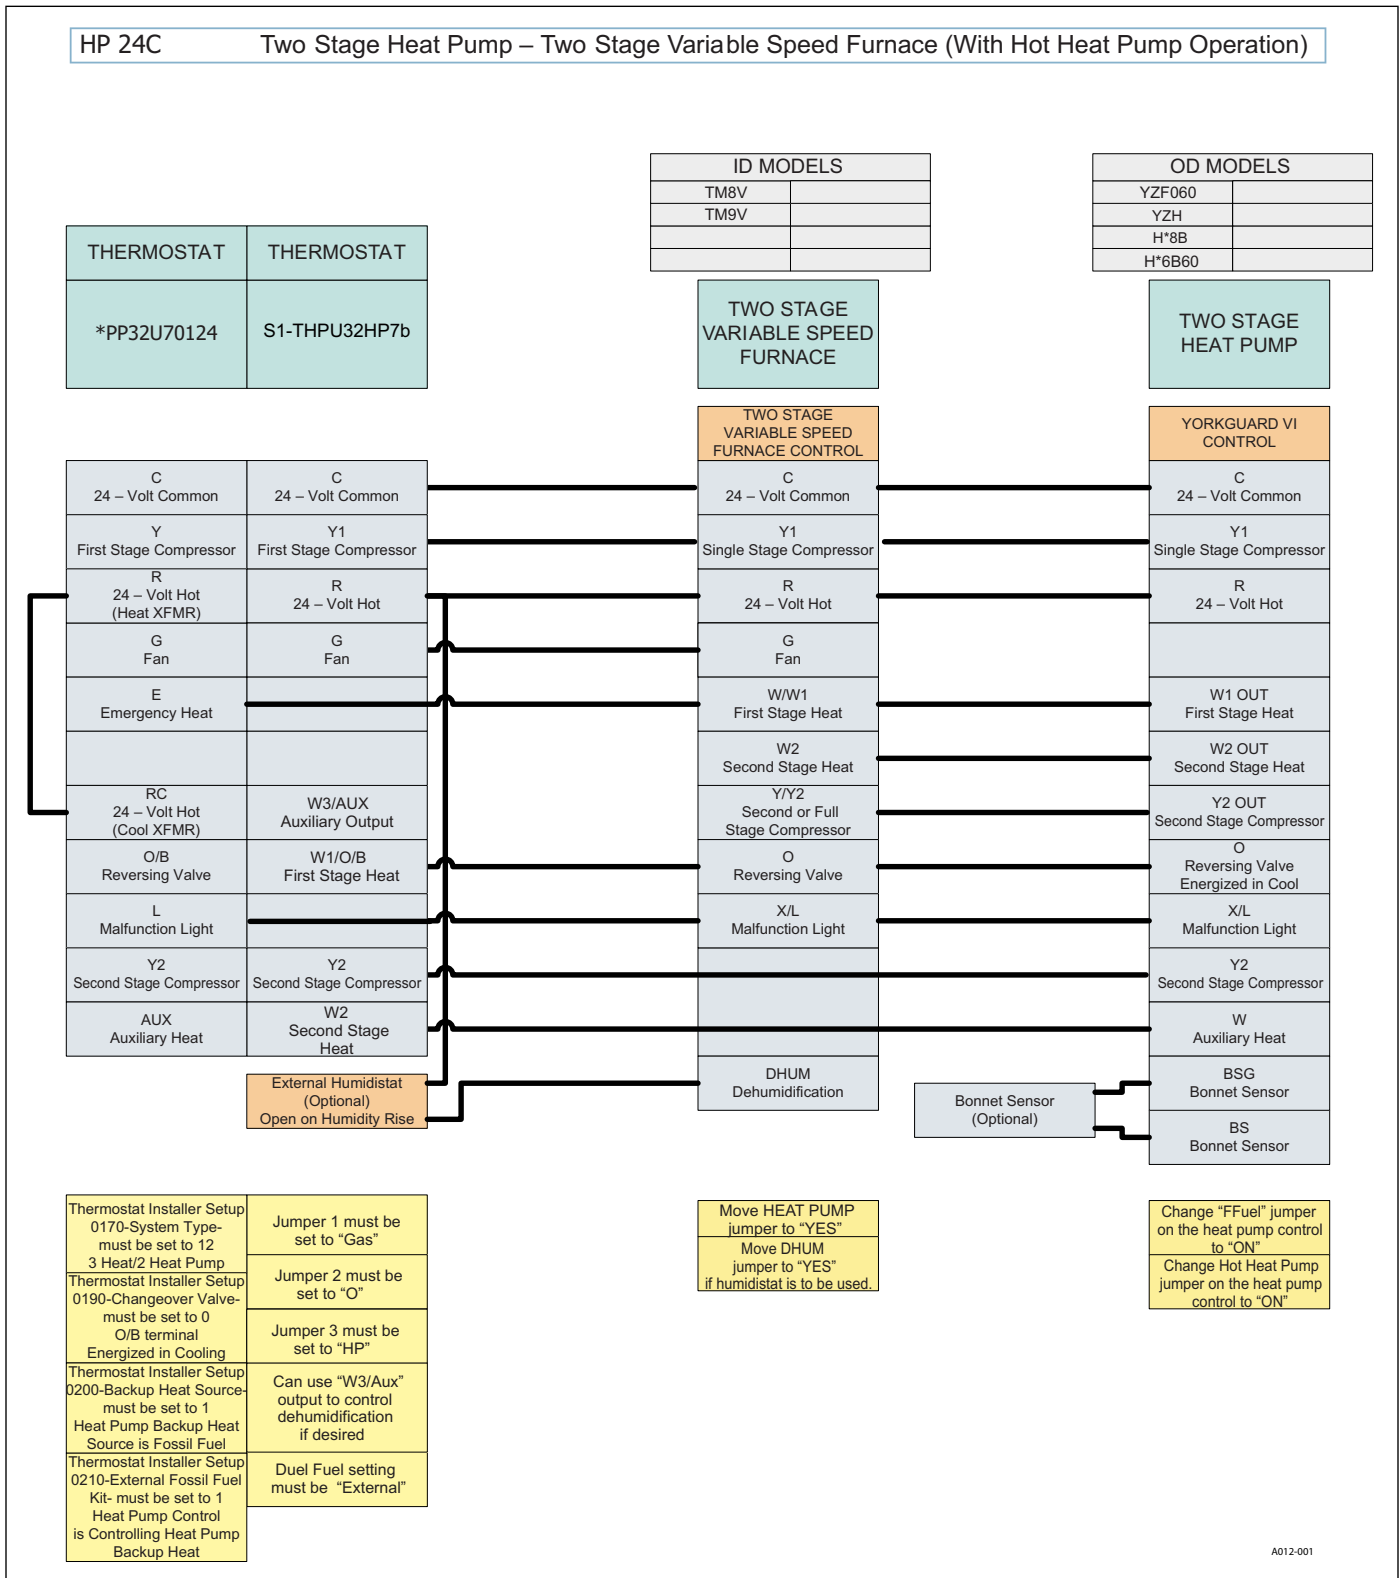 HP 24C Two Stage Heat Pump – Two Stage Variable Speed Furnace (With Hot Heat Pump Operation)
ID MODELS
TM8V
TM9V
OD MODELS
YZF060
YZH
H*8B
H*6B60
THERMOSTAT
THERMOSTAT
*PP32U70124
S1-THPU32HP7b
TWO STAGE
VARIABLE SPEED
FURNACE
TWO STAGE
HEAT PUMP
TWO STAGE
VARIABLE SPEED
FURNACE CONTROL
YORKGUARD VI
CONTROL
C
24 – Volt Common
C
24 – Volt Common
C
24 – Volt Common
C
24 – Volt Common
Y
First Stage Compressor
Y1
First Stage Compressor
Y1
Single Stage Compressor
Y1
Single Stage Compressor
R
24 – Volt Hot
(Heat XFMR)
R
24 – Volt Hot
R
24 – Volt Hot
R
24 – Volt Hot
G
Fan
G
Fan
G
Fan
E
Emergency Heat
W/W1
First Stage Heat
W1 OUT
First Stage Heat
W2
Second Stage Heat
W2 OUT
Second Stage Heat
RC
24 – Volt Hot
(Cool XFMR)
W3/AUX
Auxiliary Output
Y/Y2
Second or Full
Stage Compressor
Y2 OUT
Second Stage Compressor
O/B
Reversing Valve
W1/O/B
First Stage Heat
O
Reversing Valve
O
Reversing Valve
Energized in Cool
L
Malfunction Light
X/L
Malfunction Light
X/L
Malfunction Light
Y2
Second Stage Compressor
Y2
Second Stage Compressor
Y2
Second Stage Compressor
AUX
Auxiliary Heat
W2
Second Stage
Heat
W
Auxiliary Heat
External Humidistat
(Optional)
Open on Humidity Rise
DHUM
Dehumidification
Bonnet Sensor
(Optional)
BSG
Bonnet Sensor
BS
Bonnet Sensor
Thermostat Installer Setup
0170-System Type-
must be set to 12
3 Heat/2 Heat Pump
Thermostat Installer Setup
0190-Changeover Valve-
must be set to 0
O/B terminal
Energized in Cooling
Thermostat Installer Setup
0200-Backup Heat Source-
must be set to 1
Heat Pump Backup Heat
Source is Fossil Fuel
Thermostat Installer Setup
0210-External Fossil Fuel
Kit- must be set to 1
Heat Pump Control
is Controlling Heat Pump
Backup Heat
Jumper 1 must be
set to “Gas”
Jumper 2 must be
set to “O”
Jumper 3 must be
set to “HP”
Can use “W3/Aux”
output to control
dehumidification
if desired
Duel Fuel setting
must be “External”
Move HEAT PUMP
jumper to “YES”
Move DHUM
jumper to “YES”
if humidistat is to be used.
Change “FFuel” jumper
on the heat pump control
to “ON”
Change Hot Heat Pump
jumper on the heat pump
control to “ON”
A012-001